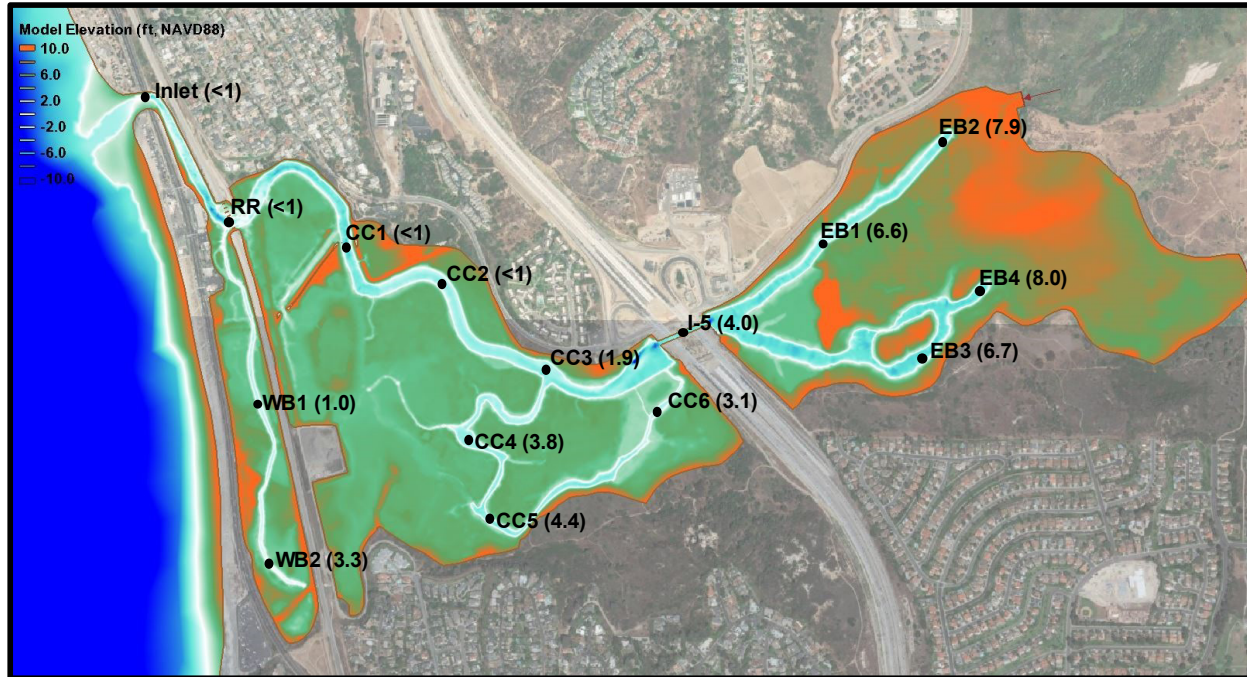 Model Elevation (ft, NAVD88)
10.0
6.0
2.0
-2.0
-6.0
-10.0
Inlet (<1)
RR (<1)
CC1 (<1)
CC2 (<1)
CC3 (1.9)
I-5 (4.0)
EB1 (6.6)
EB2 (7.9)
EB4 (8.0)
EB3 (6.7)
CC6 (3.1)
WB1 (1.0)
CC4 (3.8)
CC5 (4.4)
WB2 (3.3)